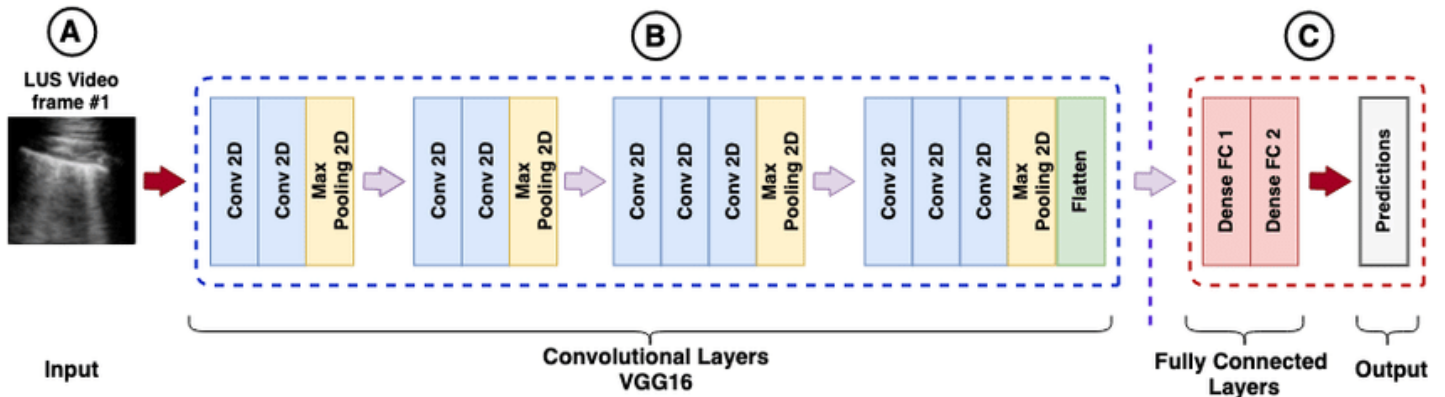 A
B
C
LUS Video
frame #1
Conv 2D
Conv 2D
Max
Pooling 2D
Conv 2D
Conv 2D
Max
Pooling 2D
Conv 2D
Conv 2D
Conv 2D
Max
Pooling 2D
Conv 2D
Conv 2D
Conv 2D
Max
Pooling 2D
Flatten
Dense FC 1
Dense FC 2
Predictions
Input
Convolutional Layers
VGG16
Fully Connected
Layers
Output